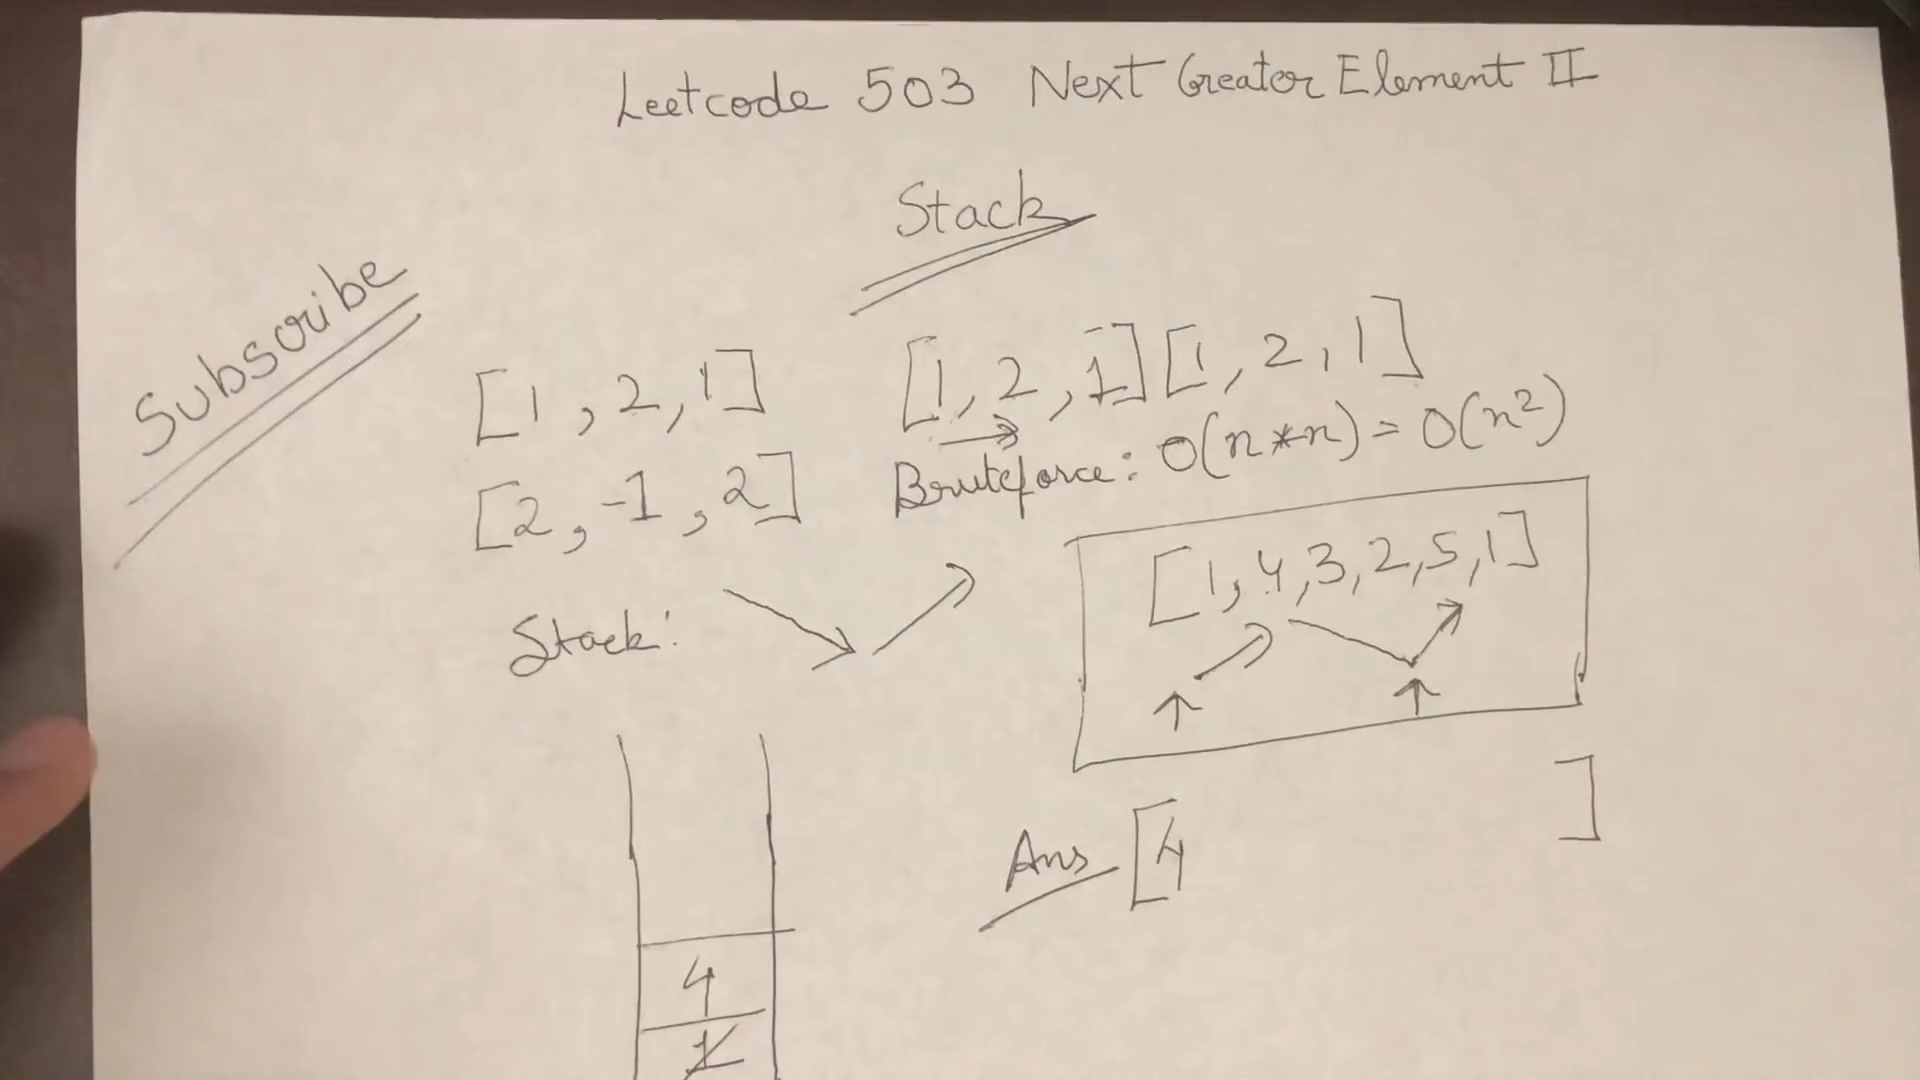 Leetcode 503 Next Greator Element II
Stack
Subscribe
[1, 2, 1] [1, 2, 1] [1, 2, 1]
Bruteforce: O(n*n) = O(n²)
[2, -1, 2]
[1, 4, 3, 2, 5, 1]
Stack:
Ans [4 ]
4
1